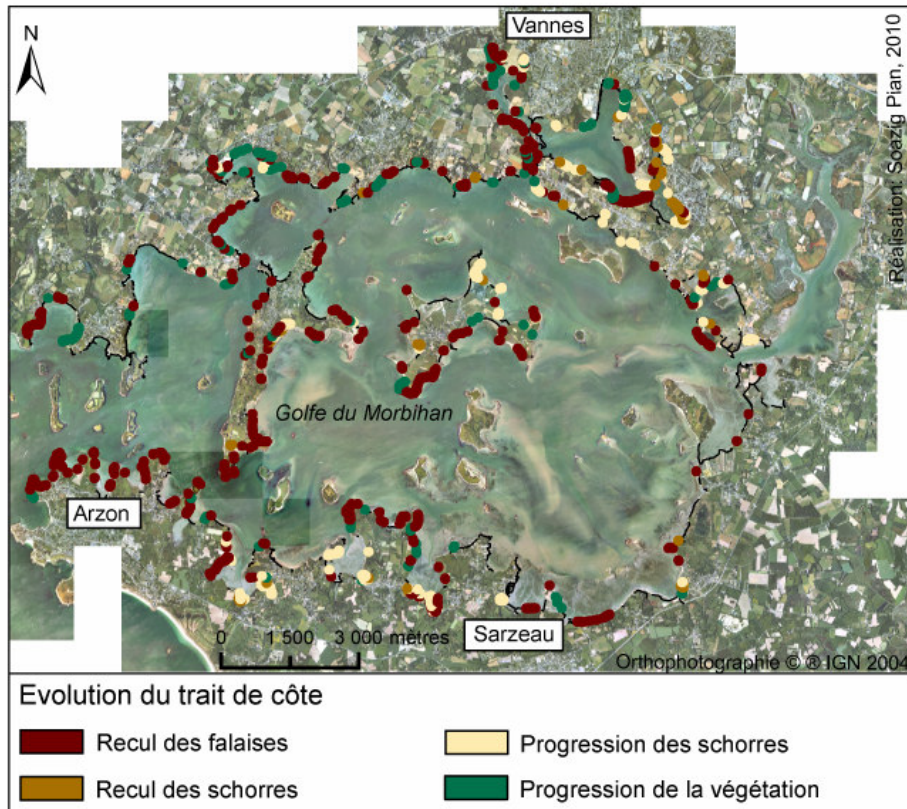 Vannes
N
Réalisation: Soazig Pian, 2010
Golfe du Morbihan
Arzon
Sarzeau
0 1 500 3 000 mètres
Orthophotographie © ® IGN 2004
Evolution du trait de côte
Recul des falaises
Progression des schorres
Recul des schorres
Progression de la végétation